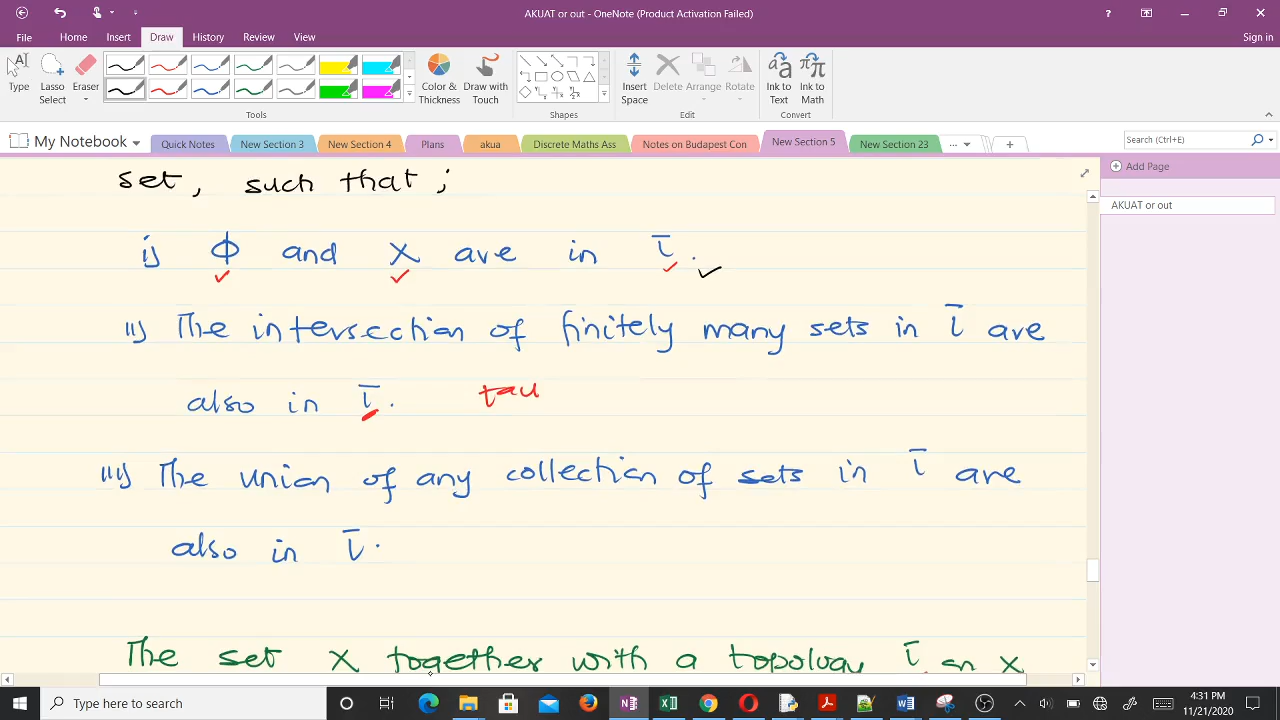 AKUAT or out - OneNote (Product Activation Failed)
File Home Insert Draw History Review View Sign in
Type Lasso Select Eraser Color & Thickness Draw with Touch Insert Space Delete Arrange Rotate Ink to Text Ink to Math
Tools Shapes Edit Convert
My Notebook Quick Notes New Section 3 New Section 4 Plans akua Discrete Maths Ass Notes on Budapest Con New Section 5 New Section 23 ... Search (Ctrl+E)
Add Page
AKUAT or out
set, such that;
i) Φ and X are in τ.
ii) The intersection of finitely many sets in τ are
also in τ. tau
iii) The union of any collection of sets in τ are
also in τ.
The set X together with a topology τ on X
Type here to search
4:31 PM
11/21/2020